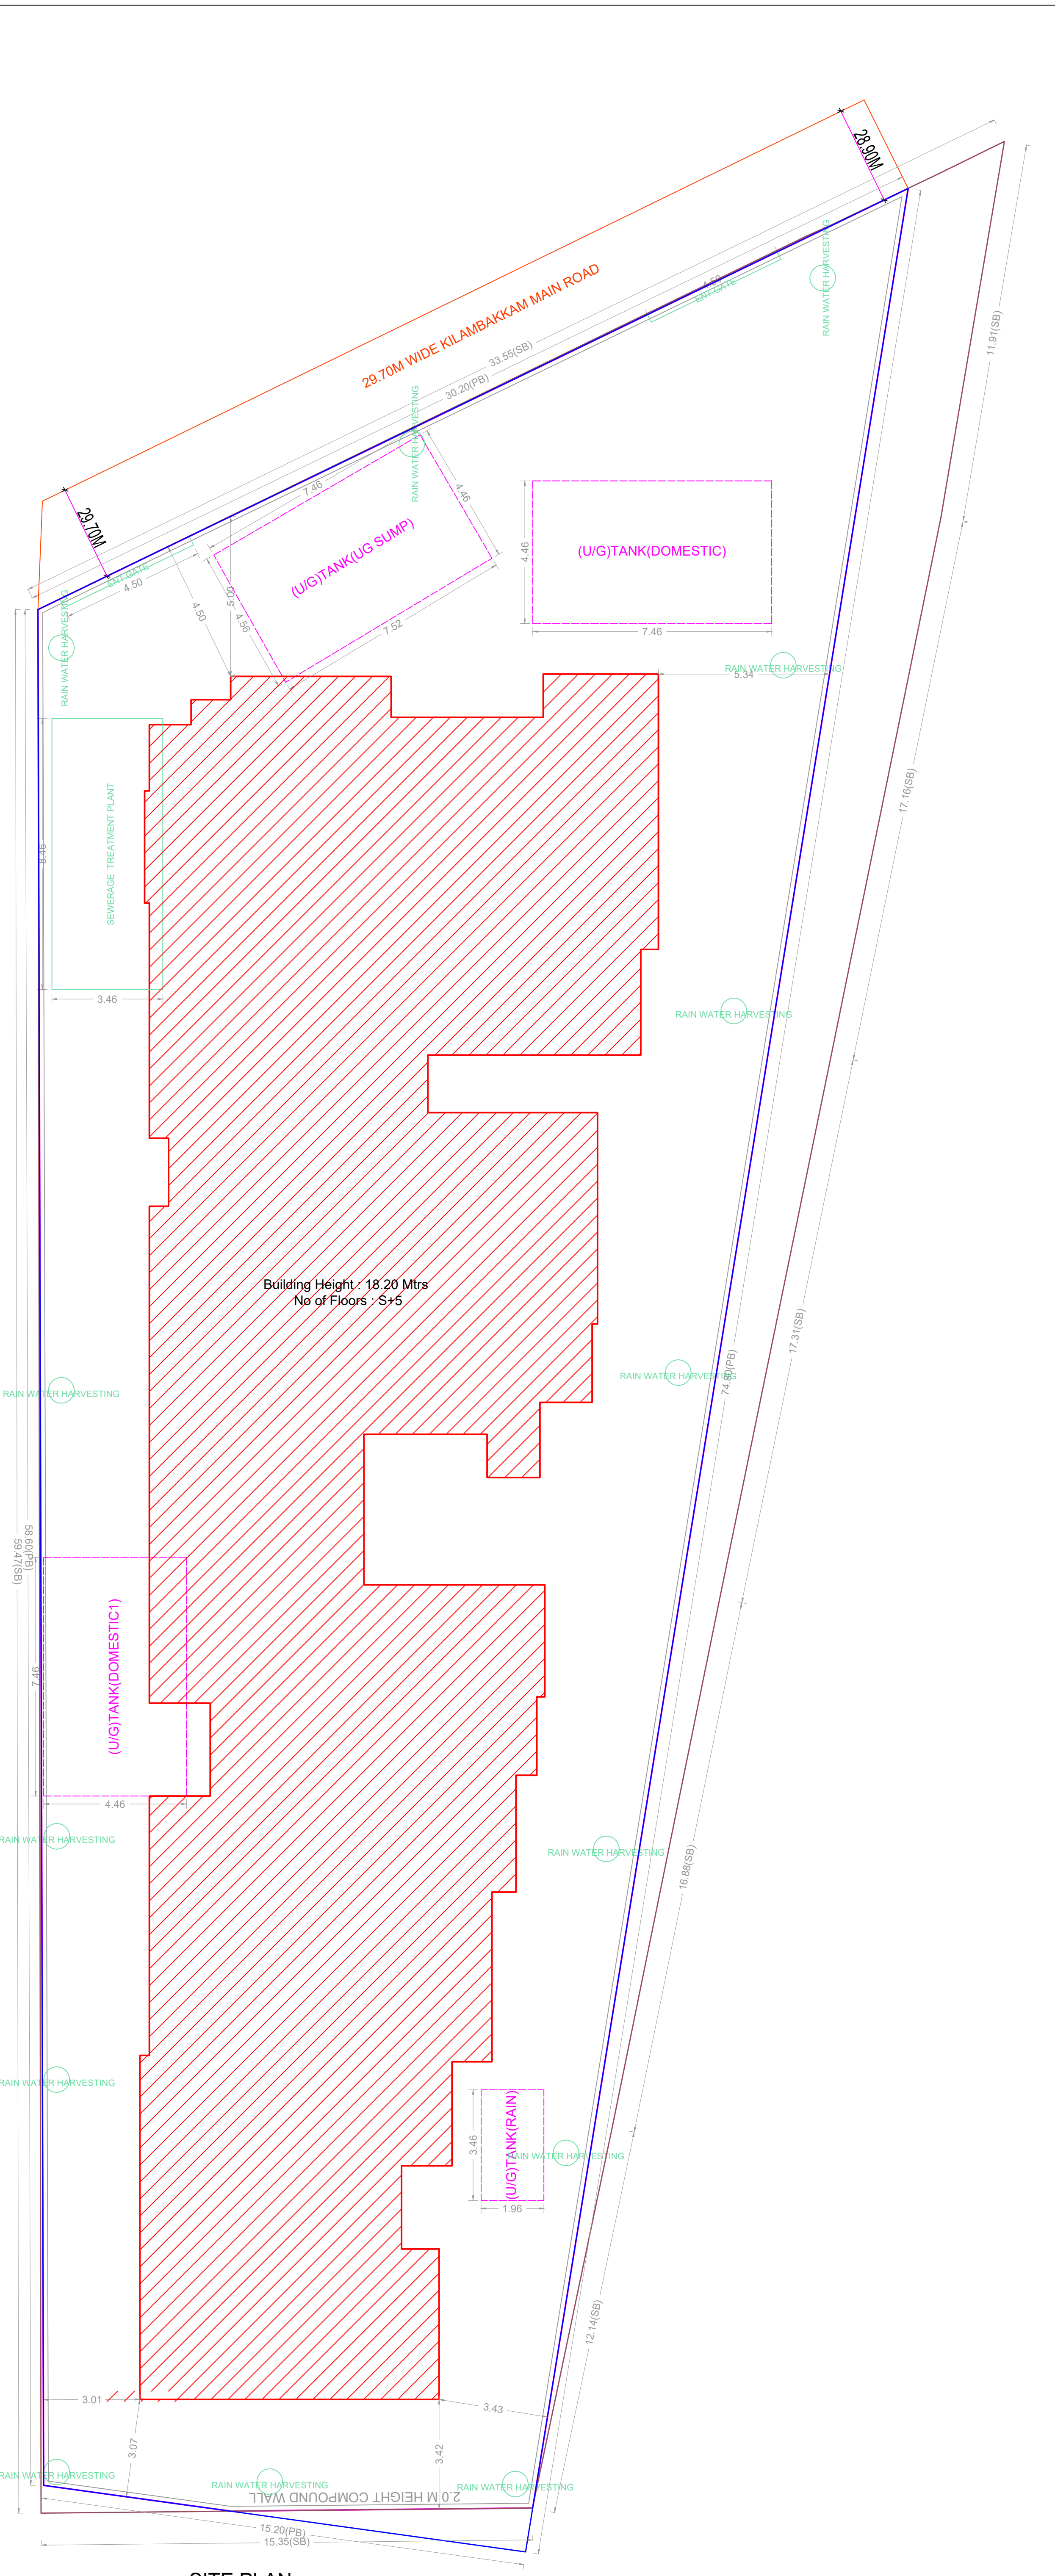 28.90M
RAIN WATER HARVESTING
4.50
ENT.GATE
11.91(SB)
29.70M WIDE KILAMBAKKAM MAIN ROAD
33.55(SB)
30.20(PB)
RAIN WATER HARVESTING
7.46
4.46
29.70M
(U/G)TANK(UG SUMP)
4.46
(U/G)TANK(DOMESTIC)
7.46
ENT.GATE
4.50
4.50
5.00
4.56
7.52
RAIN WATER HARVESTING
RAIN WATER HARVESTING
5.34
17.16(SB)
8.46
SEWERAGE TREATMENT PLANT
3.46
RAIN WATER HARVESTING
Building Height : 18.20 Mtrs
No of Floors : S+5
17.31(SB)
RAIN WATER HARVESTING
74.80(PB)
RAIN WATER HARVESTING
58.60(PB)
59.47(SB)
7.46
(U/G)TANK(DOMESTIC1)
4.46
RAIN WATER HARVESTING
RAIN WATER HARVESTING
16.88(SB)
RAIN WATER HARVESTING
3.46
(U/G)TANK(RAIN)
RAIN WATER HARVESTING
1.96
12.14(SB)
3.01
3.43
3.07
3.42
RAIN WATER HARVESTING
RAIN WATER HARVESTING
RAIN WATER HARVESTING
2.0 M HEIGHT COMPOUND WALL
15.20(PB)
15.35(SB)
SITE PLAN